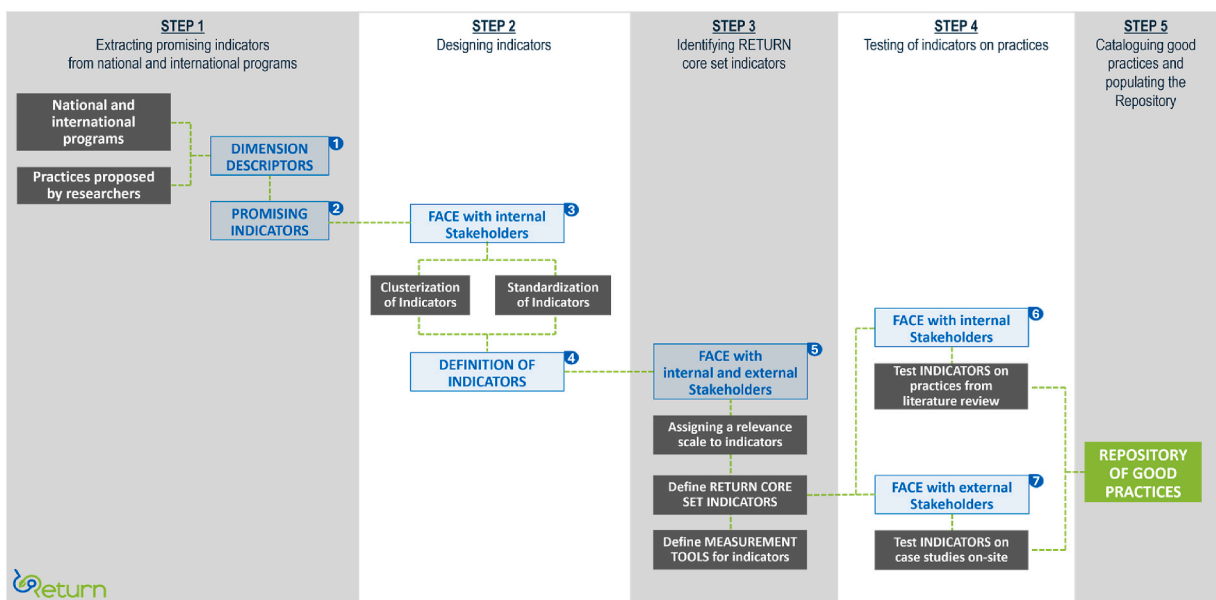 STEP 1
Extracting promising indicators
from national and international programs
National and
international
programs
Practices proposed
by researchers
DIMENSION
DESCRIPTORS
1
PROMISING
INDICATORS
2
STEP 2
Designing indicators
FACE with internal
Stakeholders
3
Clusterization
of Indicators
Standardization
of Indicators
DEFINITION OF
INDICATORS
4
STEP 3
Identifying RETURN
core set indicators
FACE with
internal and external
Stakeholders
5
Assigning a relevance
scale to indicators
Define RETURN CORE
SET INDICATORS
Define MEASUREMENT
TOOLS for indicators
STEP 4
Testing of indicators on practices
FACE with internal
Stakeholders
6
Test INDICATORS on
practices from
literature review
FACE with external
Stakeholders
7
Test INDICATORS on
case studies on-site
STEP 5
Cataloguing good
practices and
populating the
Repository
REPOSITORY
OF GOOD
PRACTICES
Return